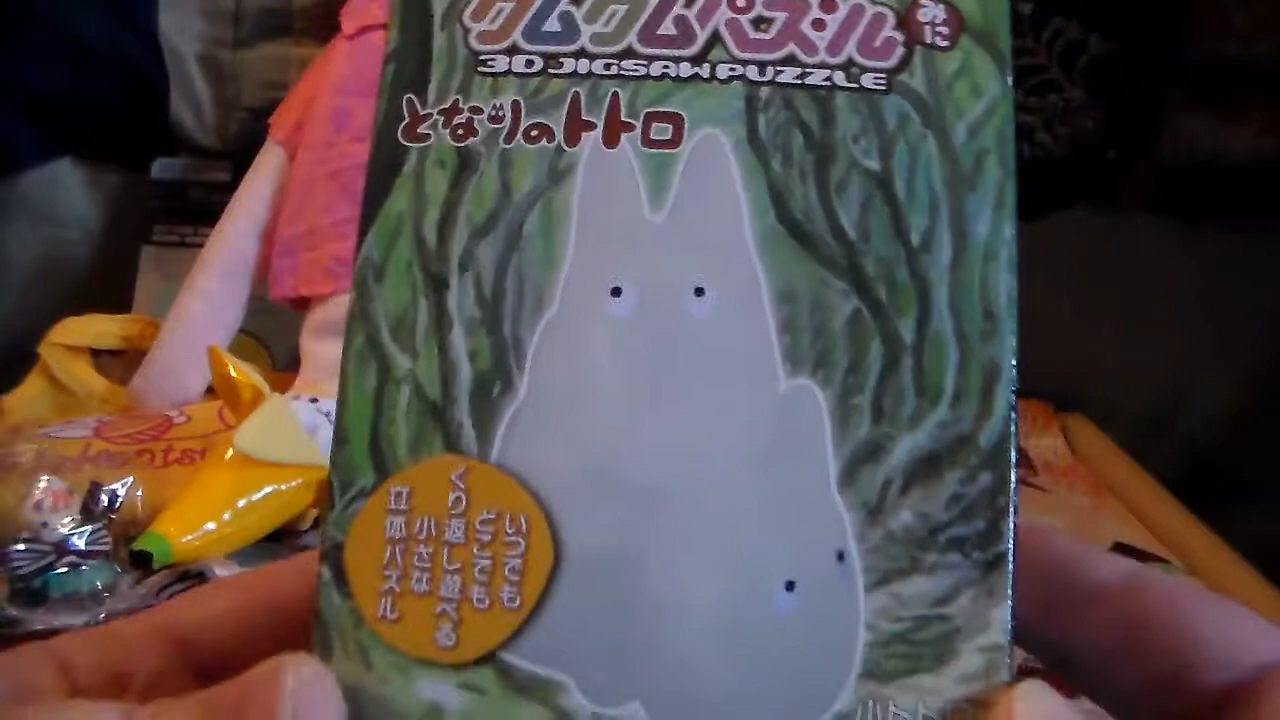 クムクムパズル
みに
3D JIGSAW PUZZLE
となりのトトロ
いつでも
どこでも
くり返し遊べる
小さな
立体パズル